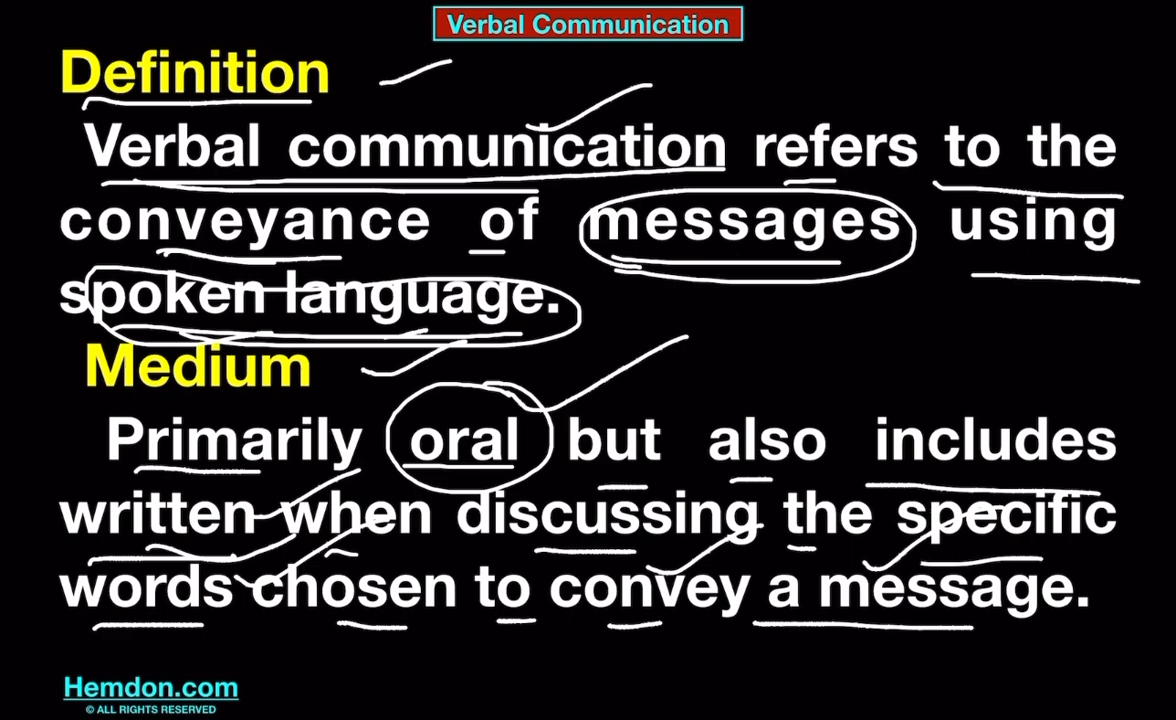 Verbal Communication
Definition
Verbal communication refers to the
conveyance of messages using
spoken language.
Medium
Primarily oral but also includes
written when discussing the specific
words chosen to convey a message.
Hemdon.com
© ALL RIGHTS RESERVED